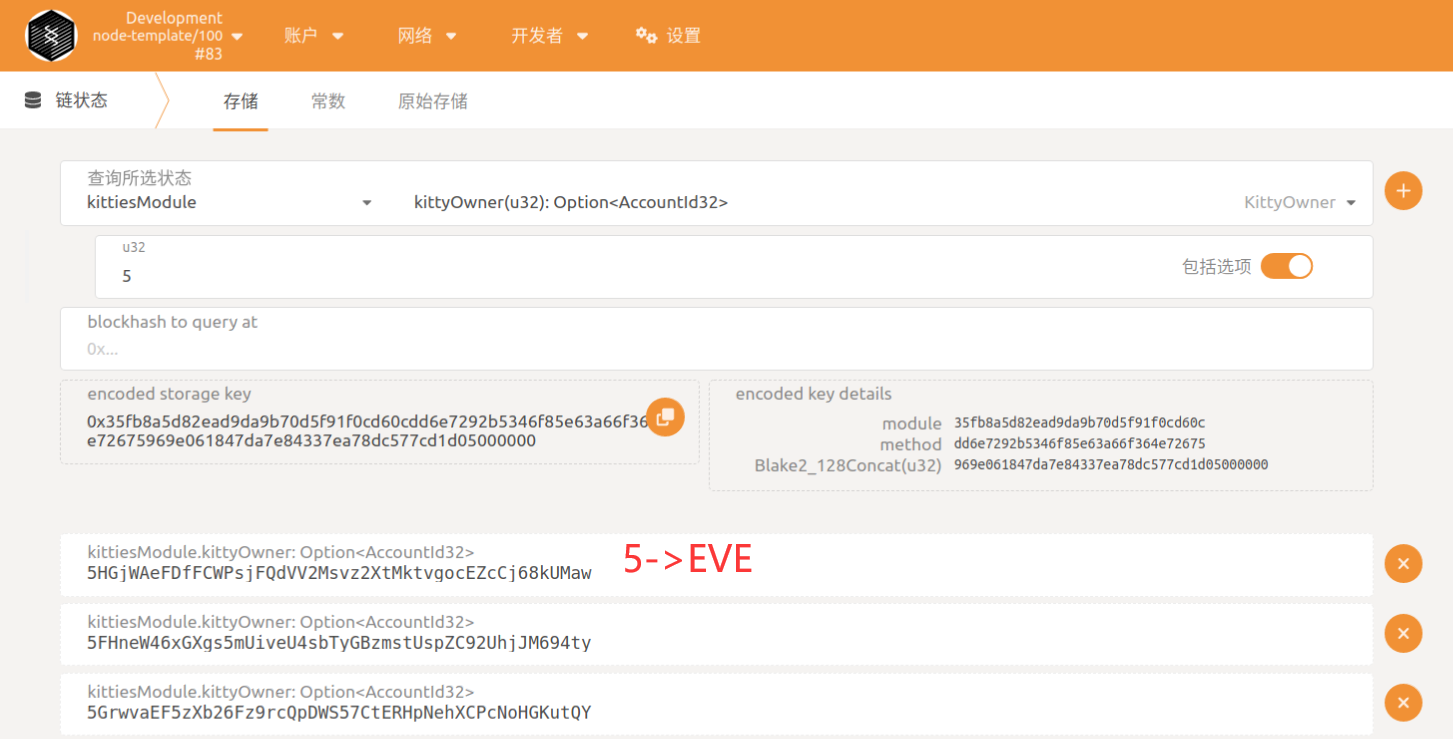 Development
node-template/100
#83
账户
网络
开发者
设置
链状态
存储
常数
原始存储
查询所选状态
kittiesModule
kittyOwner(u32): Option<AccountId32>
KittyOwner
u32
5
包括选项
blockhash to query at
0x...
encoded storage key
0x35fb8a5d82ead9da9b70d5f91f0cd60cdd6e7292b5346f85e63a66f36
e72675969e061847da7e84337ea78dc577cd1d05000000
encoded key details
module 35fb8a5d82ead9da9b70d5f91f0cd60c
method dd6e7292b5346f85e63a66f364e72675
Blake2_128Concat(u32) 969e061847da7e84337ea78dc577cd1d05000000
kittiesModule.kittyOwner: Option<AccountId32>
5HGjWAeFDfFCWPsjFQdVV2Msvz2XtMktvgocEZcCj68kUMaw
5->EVE
kittiesModule.kittyOwner: Option<AccountId32>
5FHneW46xGXgs5mUiveU4sbTyGBzmstUspZC92UhjJM694ty
kittiesModule.kittyOwner: Option<AccountId32>
5GrwvaEF5zXb26Fz9rcQpDWS57CtERHpNehXCPcNoHGKutQY